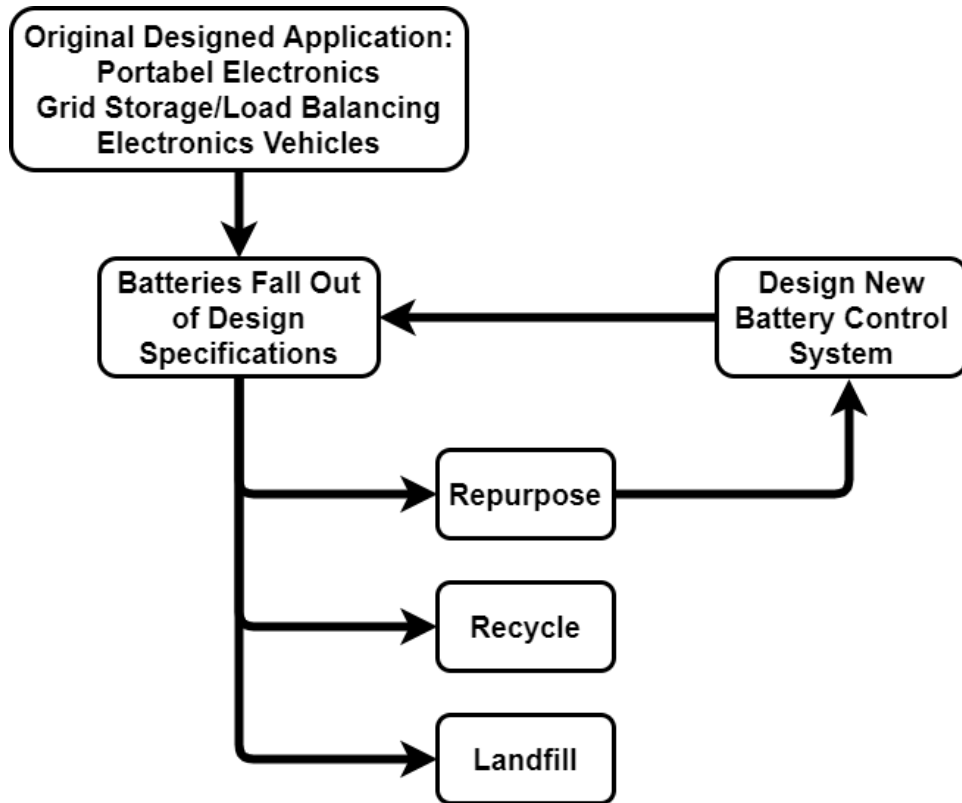 Original Designed Application:
Portabel Electronics
Grid Storage/Load Balancing
Electronics Vehicles
Batteries Fall Out
of Design
Specifications
Design New
Battery Control
System
Repurpose
Recycle
Landfill